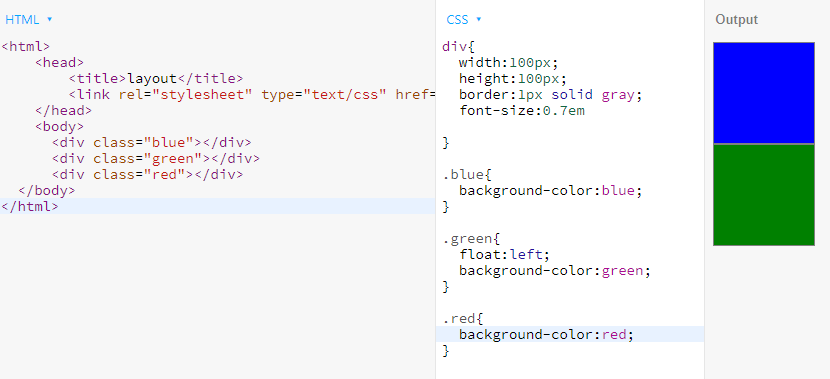 HTML ▾
<html>
<head>
<title>layout</title>
<link rel="stylesheet" type="text/css" href=
</head>
<body>
<div class="blue"></div>
<div class="green"></div>
<div class="red"></div>
</body>
</html>
CSS ▾
div{
width:100px;
height:100px;
border:1px solid gray;
font-size:0.7em
}
.blue{
background-color:blue;
}
.green{
float:left;
background-color:green;
}
.red{
background-color:red;
}
Output